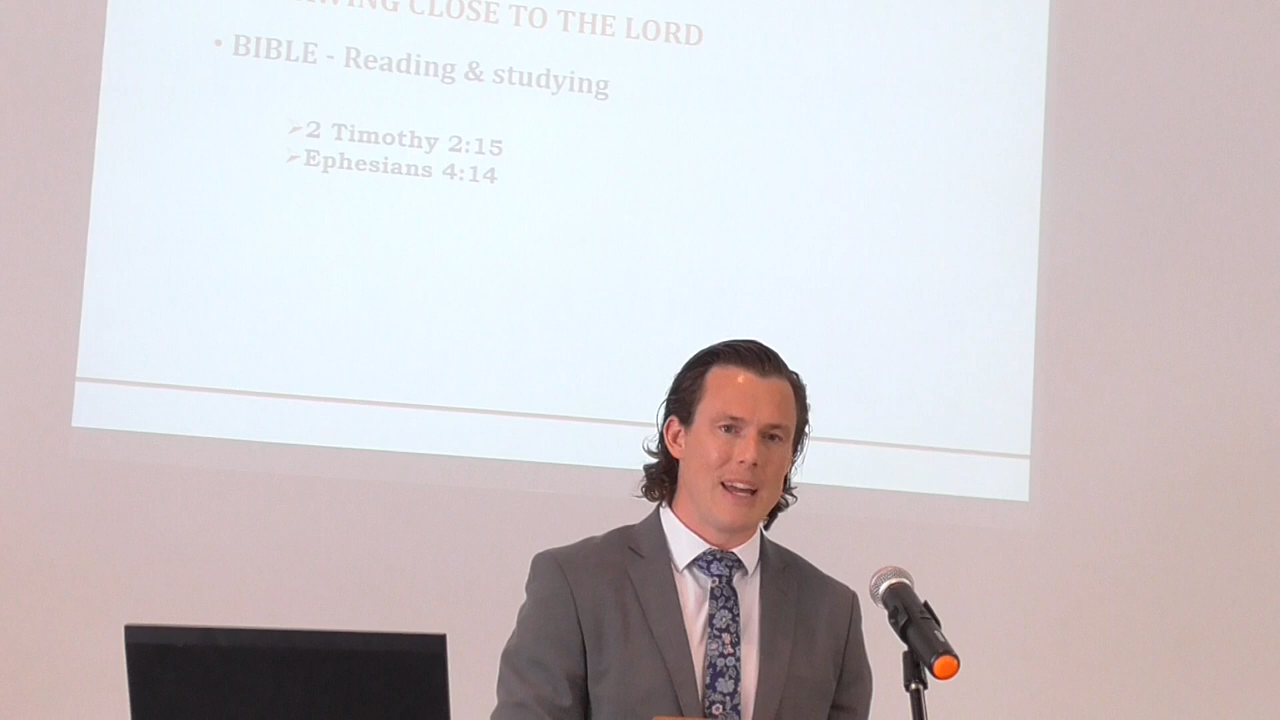 CLOSE TO THE LORD
• BIBLE - Reading & studying
➢2 Timothy 2:15
➢Ephesians 4:14